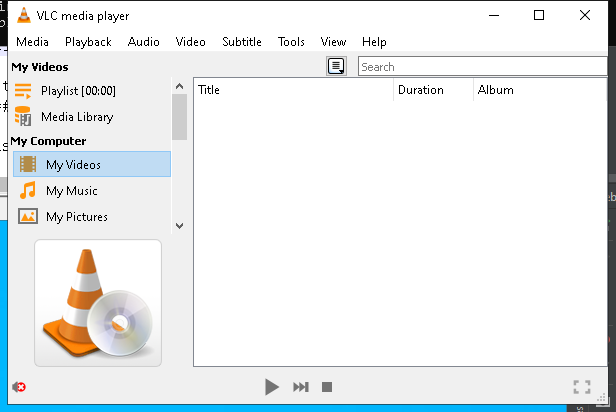 VLC media player
Media Playback Audio Video Subtitle Tools View Help
My Videos
Search
Playlist [00:00]
Media Library
My Computer
My Videos
My Music
My Pictures
Title Duration Album